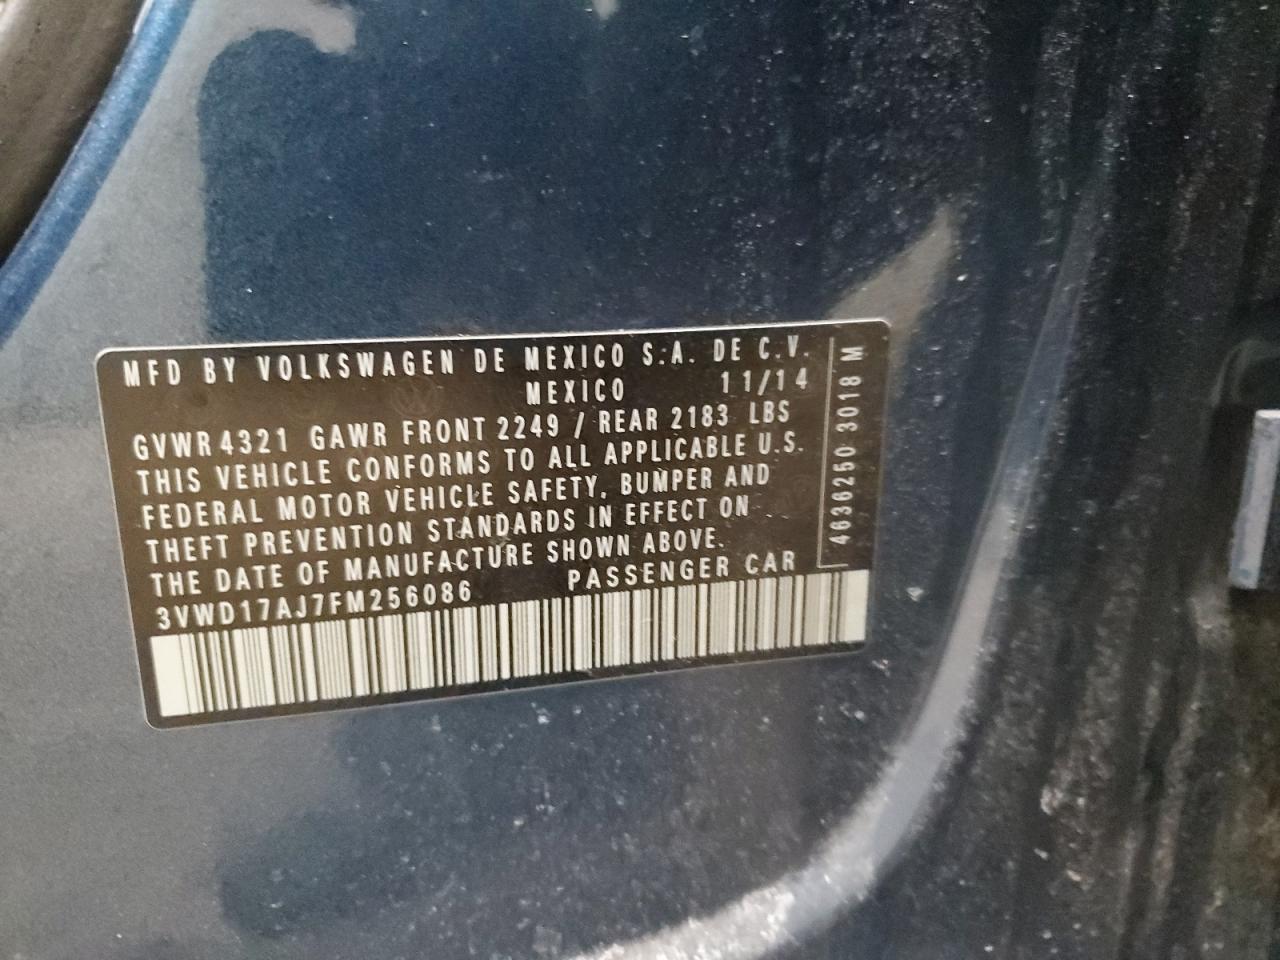 MFD BY VOLKSWAGEN DE MEXICO S.A. DE C.V.
MEXICO 11/14
GVWR 4321 GAWR FRONT 2249 / REAR 2183 LBS
THIS VEHICLE CONFORMS TO ALL APPLICABLE U.S.
FEDERAL MOTOR VEHICLE SAFETY, BUMPER AND
THEFT PREVENTION STANDARDS IN EFFECT ON
THE DATE OF MANUFACTURE SHOWN ABOVE.
3VWD17AJ7FM256086 PASSENGER CAR
4636250 3018 M